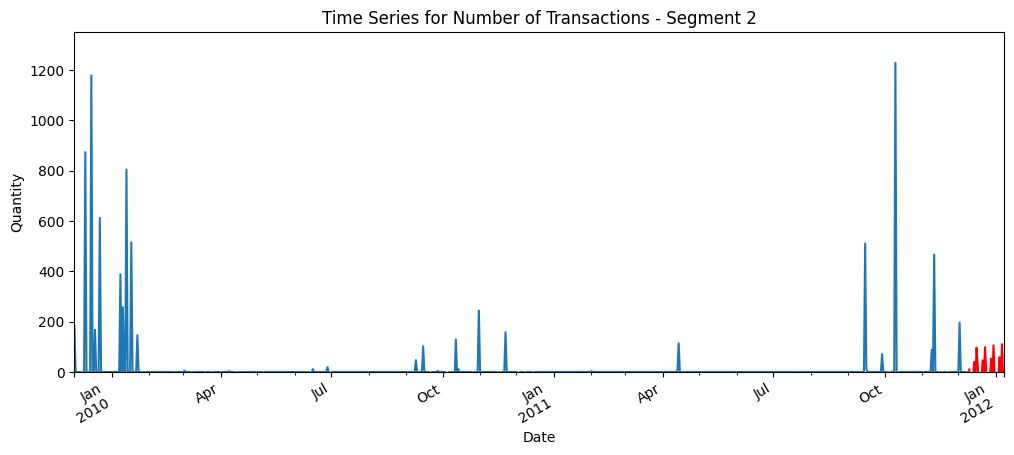 Time Series for Number of Transactions - Segment 2
Quantity
1200
1000
800
600
400
200
0
Jan
2010
Apr
Jul
Oct
Jan
2011
Apr
Jul
Oct
Jan
2012
Date